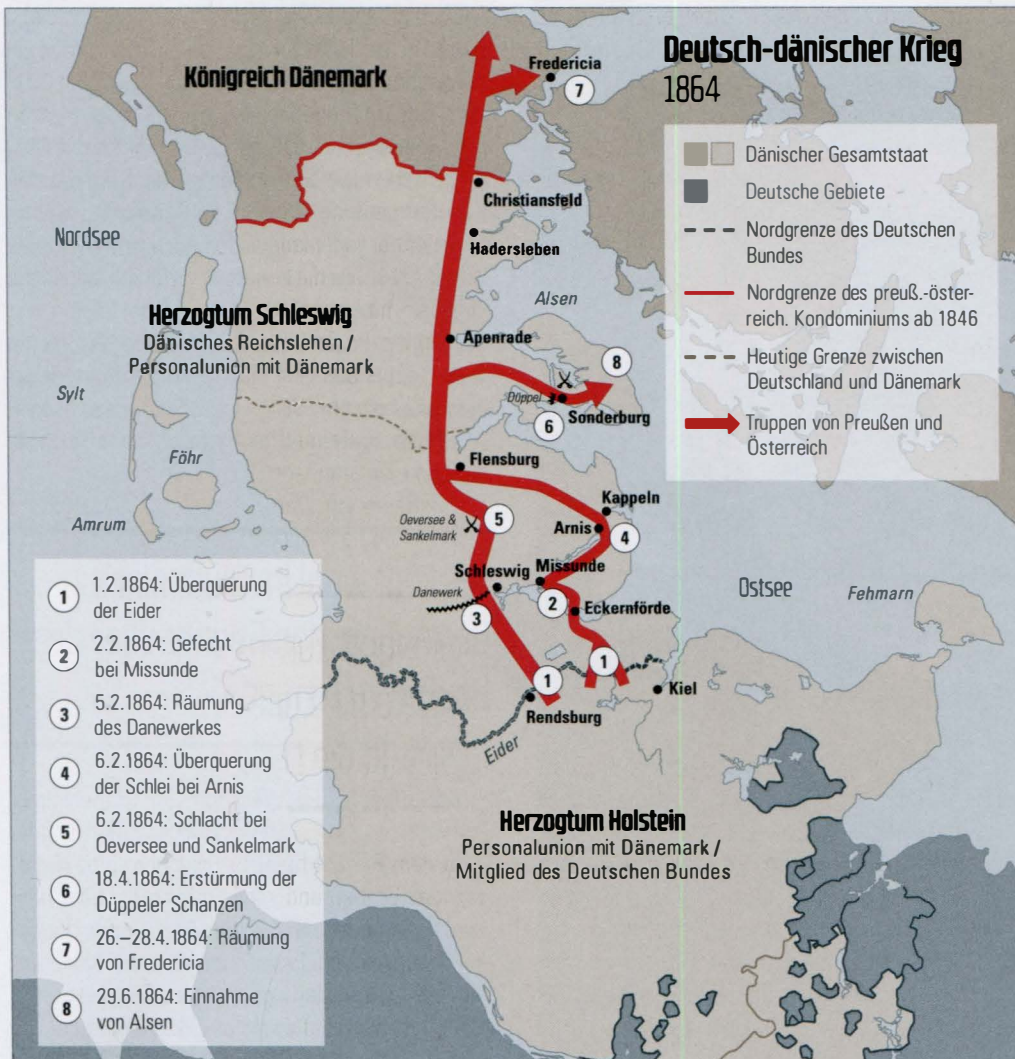 Deutsch-dänischer Krieg
1864
Dänischer Gesamtstaat
Deutsche Gebiete
Nordgrenze des Deutschen
Bundes
Nordgrenze des preuß.-öster-
reich. Kondominiums ab 1846
Heutige Grenze zwischen
Deutschland und Dänemark
Truppen von Preußen und
Österreich
Königreich Dänemark
Fredericia
7
Christiansfeld
Hadersleben
Nordsee
Alsen
Herzogtum Schleswig
Dänisches Reichslehen /
Personalunion mit Dänemark
Apenrade
8
Düppel
Sonderburg
6
Sylt
Föhr
Amrum
Flensburg
Kappeln
Oeversee &
Sankelmark
5
Arnis
4
Schleswig
Missunde
Danewerk
3
2
Eckernförde
Ostsee
Fehmarn
1
1
Kiel
Rendsburg
Eider
Herzogtum Holstein
Personalunion mit Dänemark /
Mitglied des Deutschen Bundes
1 1.2.1864: Überquerung
der Eider
2 2.2.1864: Gefecht
bei Missunde
3 5.2.1864: Räumung
des Danewerkes
4 6.2.1864: Überquerung
der Schlei bei Arnis
5 6.2.1864: Schlacht bei
Oeversee und Sankelmark
6 18.4.1864: Erstürmung der
Düppeler Schanzen
7 26.–28.4.1864: Räumung
von Fredericia
8 29.6.1864: Einnahme
von Alsen